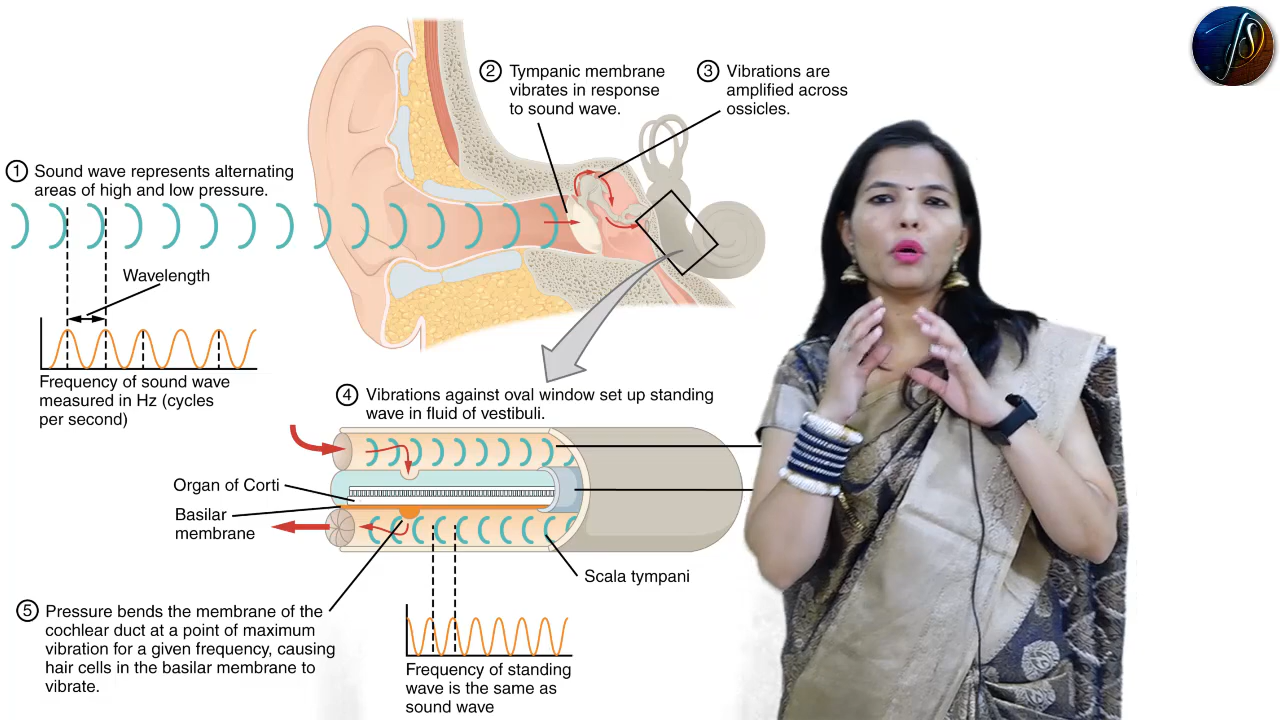 1 Sound wave represents alternating
areas of high and low pressure.
2 Tympanic membrane
vibrates in response
to sound wave.
3 Vibrations are
amplified across
ossicles.
Wavelength
Frequency of sound wave
measured in Hz (cycles
per second)
4 Vibrations against oval window set up standing
wave in fluid of vestibuli.
Organ of Corti
Basilar
membrane
Scala tympani
5 Pressure bends the membrane of the
cochlear duct at a point of maximum
vibration for a given frequency, causing
hair cells in the basilar membrane to
vibrate.
Frequency of standing
wave is the same as
sound wave